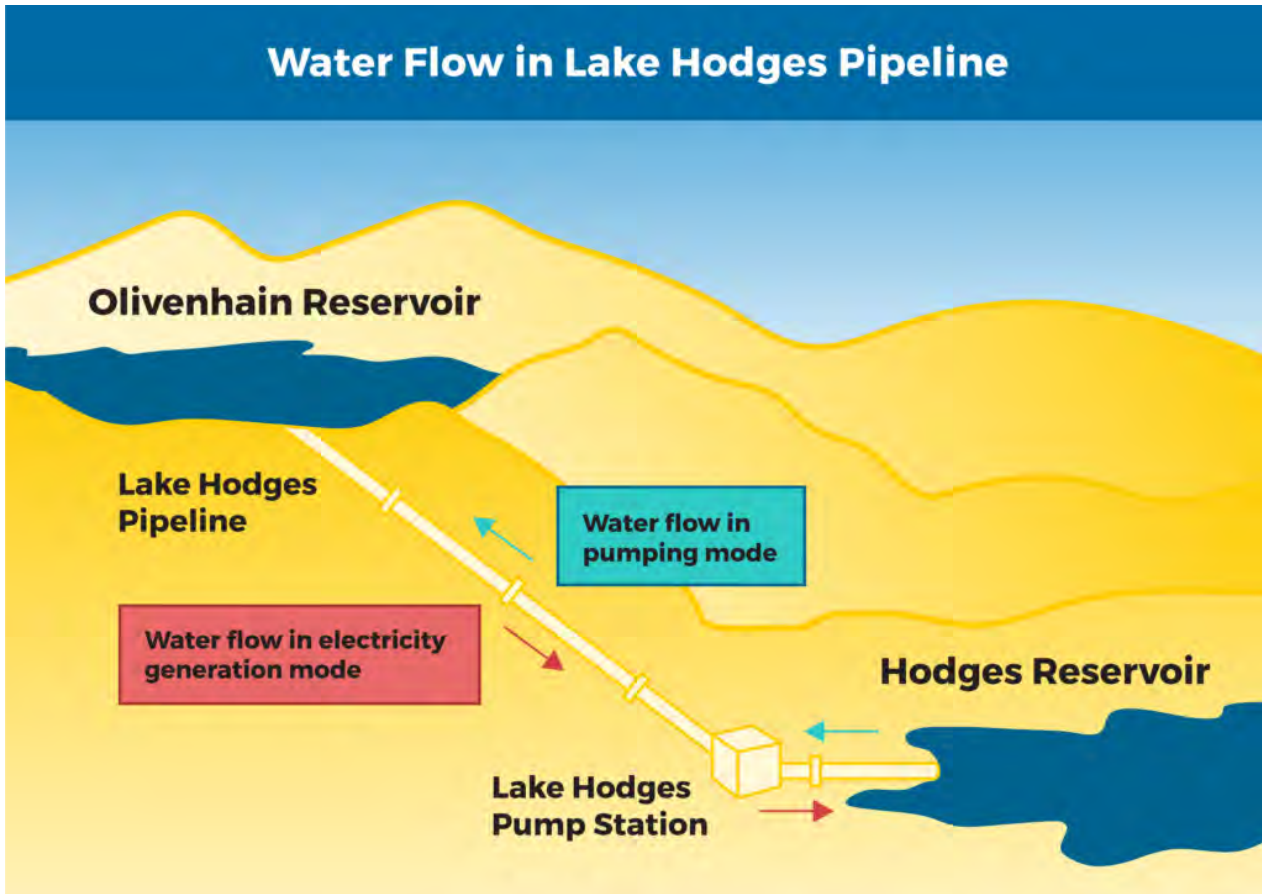 Water Flow in Lake Hodges Pipeline
Olivenhain Reservoir
Lake Hodges
Pipeline
Water flow in
pumping mode
Water flow in electricity
generation mode
Hodges Reservoir
Lake Hodges
Pump Station